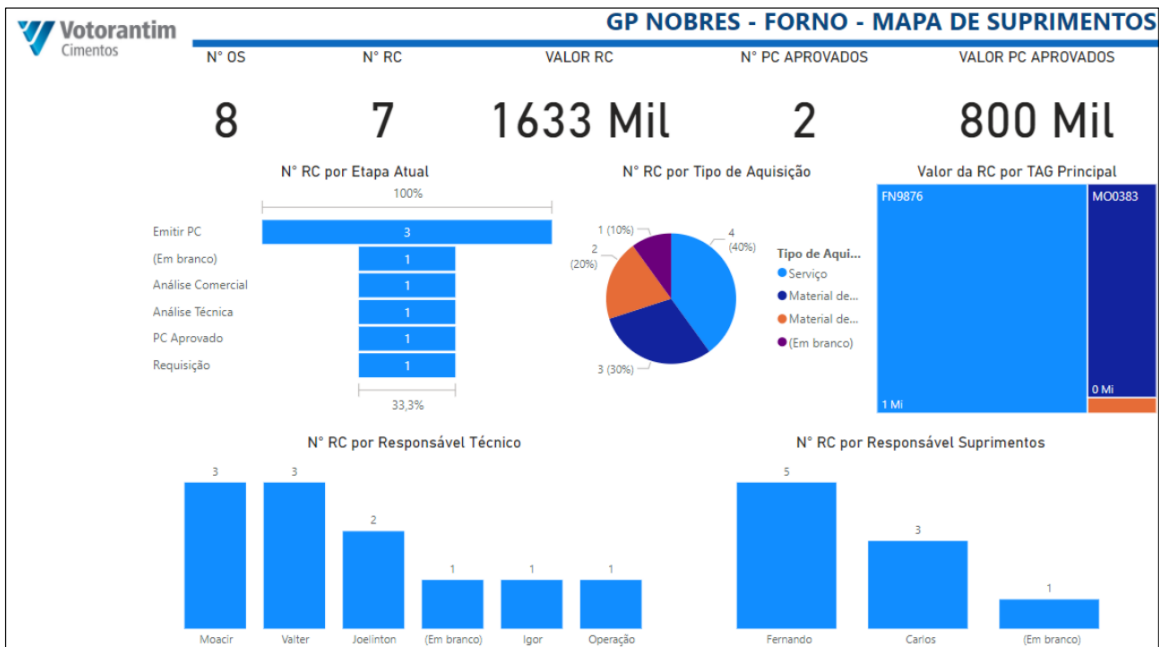 Votorantim
Cimentos
GP NOBRES - FORNO - MAPA DE SUPRIMENTOS
N° OS
N° RC
VALOR RC
N° PC APROVADOS
VALOR PC APROVADOS
8
7
1633 Mil
2
800 Mil
N° RC por Etapa Atual
100%
Emitir PC
3
(Em branco)
1
Análise Comercial
1
Análise Técnica
1
PC Aprovado
1
Requisição
1
33,3%
N° RC por Tipo de Aquisição
1 (10%)
2
(20%)
4
(40%)
3 (30%)
Tipo de Aqui...
Serviço
Material de...
Material de...
(Em branco)
Valor da RC por TAG Principal
FN9876
1 Mi
MO0383
0 Mi
N° RC por Responsável Técnico
3
3
2
1
1
1
Moacir
Valter
Joelinton
(Em branco)
Igor
Operação
N° RC por Responsável Suprimentos
5
3
1
Fernando
Carlos
(Em branco)